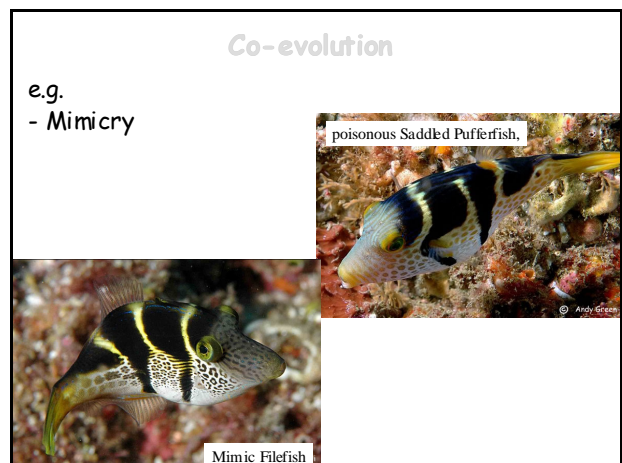 Co-evolution
e.g.
- Mimicry
poisonous Saddled Pufferfish,
© Andy Green
Mimic Filefish